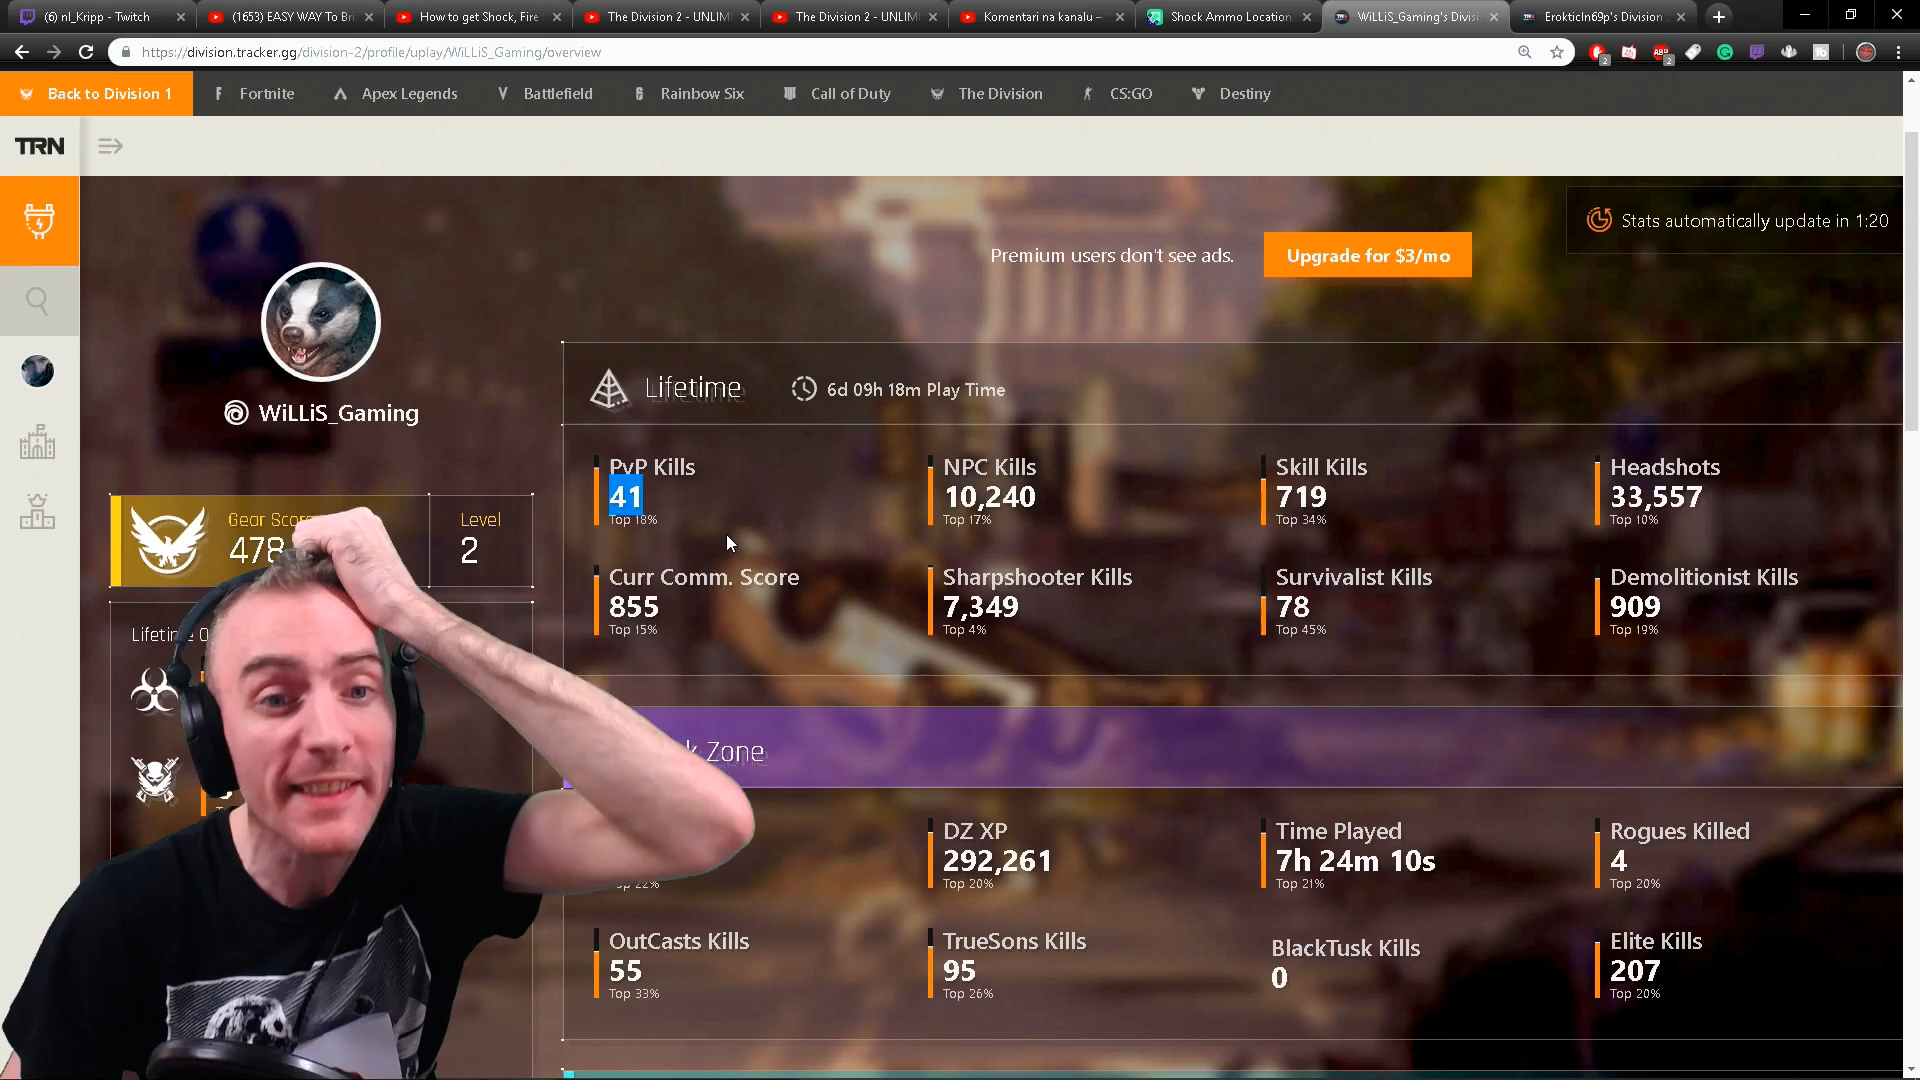 (6) nl_Kripp - Twitch
(1653) EASY WAY To Bri
How to get Shock, Fire
The Division 2 - UNLIMI
The Division 2 - UNLIMI
Komentari na kanalu –
Shock Ammo Location
WiLLiS_Gaming's Divisi
ErokticIn69p's Division
https://division.tracker.gg/division-2/profile/uplay/WiLLiS_Gaming/overview
2
ABP
2
Back to Division 1
Fortnite
Apex Legends
Battlefield
Rainbow Six
Call of Duty
The Division
CS:GO
Destiny
TRN
Premium users don't see ads.
Upgrade for $3/mo
Stats automatically update in 1:20
WiLLiS_Gaming
Gear Score
478
Level
2
Lifetime O
Lifetime
6d 09h 18m Play Time
PvP Kills
41
Top 18%
NPC Kills
10,240
Top 17%
Skill Kills
719
Top 34%
Headshots
33,557
Top 10%
Curr Comm. Score
855
Top 15%
Sharpshooter Kills
7,349
Top 4%
Survivalist Kills
78
Top 45%
Demolitionist Kills
909
Top 19%
k Zone
Top 22%
DZ XP
292,261
Top 20%
Time Played
7h 24m 10s
Top 21%
Rogues Killed
4
Top 20%
OutCasts Kills
55
Top 33%
TrueSons Kills
95
Top 26%
BlackTusk Kills
0
Elite Kills
207
Top 20%